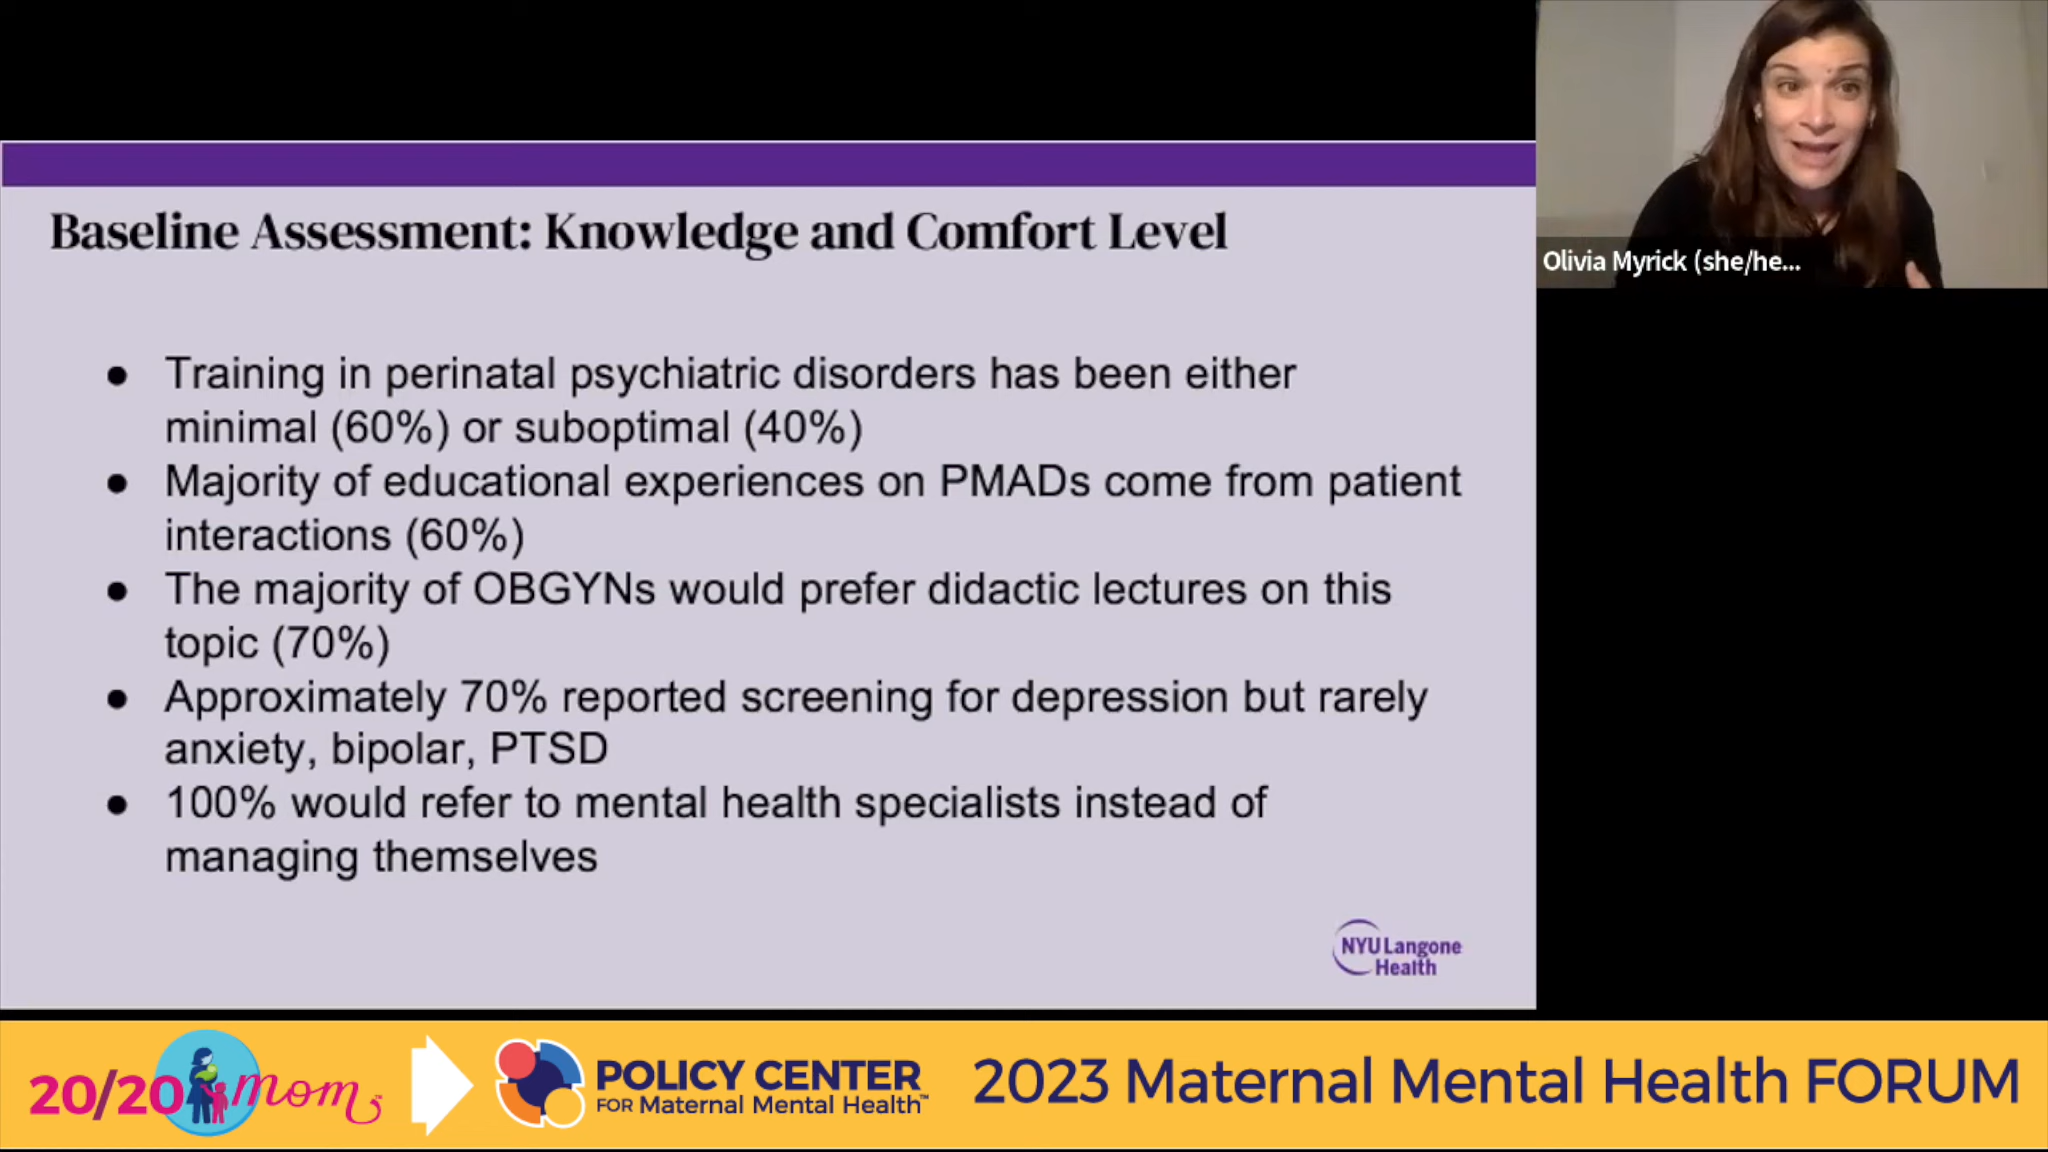 Baseline Assessment: Knowledge and Comfort Level
● Training in perinatal psychiatric disorders has been either
minimal (60%) or suboptimal (40%)
● Majority of educational experiences on PMADs come from patient
interactions (60%)
● The majority of OBGYNs would prefer didactic lectures on this
topic (70%)
● Approximately 70% reported screening for depression but rarely
anxiety, bipolar, PTSD
● 100% would refer to mental health specialists instead of
managing themselves
NYU Langone
Health
Olivia Myrick (she/he...
20/20 mom
POLICY CENTER
FOR Maternal Mental Health™
2023 Maternal Mental Health FORUM